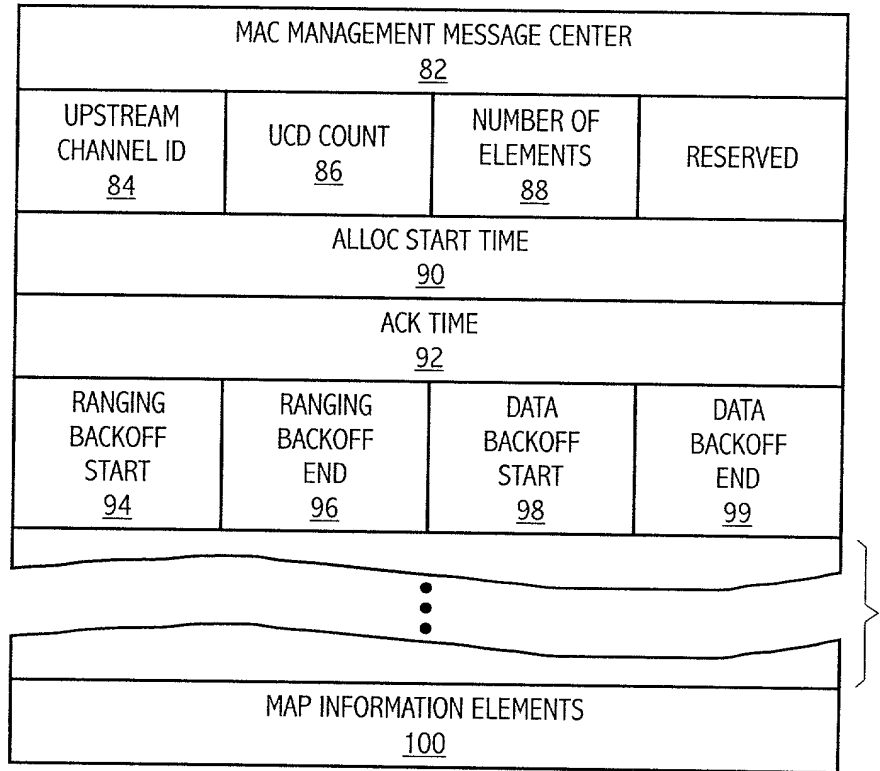 MAC MANAGEMENT MESSAGE CENTER
82
UPSTREAM
CHANNEL ID
84
UCD COUNT
86
NUMBER OF
ELEMENTS
88
RESERVED
ALLOC START TIME
90
ACK TIME
92
RANGING
BACKOFF
START
94
RANGING
BACKOFF
END
96
DATA
BACKOFF
START
98
DATA
BACKOFF
END
99
MAP INFORMATION ELEMENTS
100